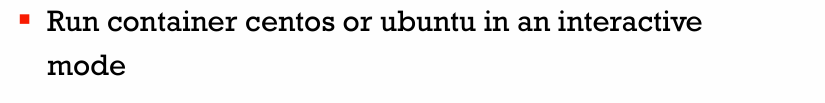 Run container centos or ubuntu in an interactive
mode